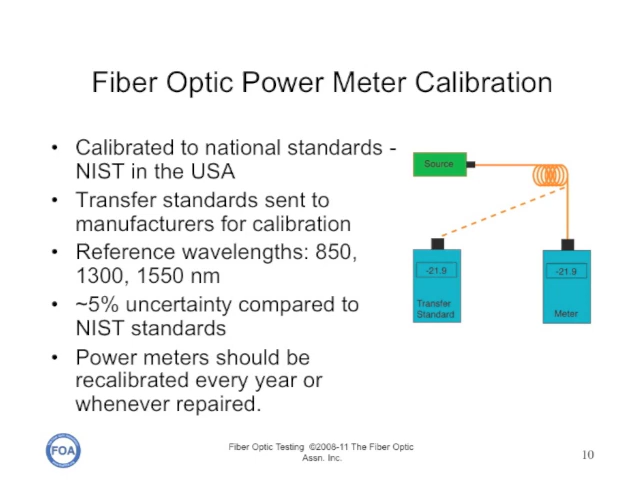 Fiber Optic Power Meter Calibration
• Calibrated to national standards -
NIST in the USA
• Transfer standards sent to
manufacturers for calibration
• Reference wavelengths: 850,
1300, 1550 nm
• ~5% uncertainty compared to
NIST standards
• Power meters should be
recalibrated every year or
whenever repaired.
Source
-21.9
Transfer
Standard
-21.9
Meter
FOA
Fiber Optic Testing ©2008-11 The Fiber Optic
Assn. Inc.
10